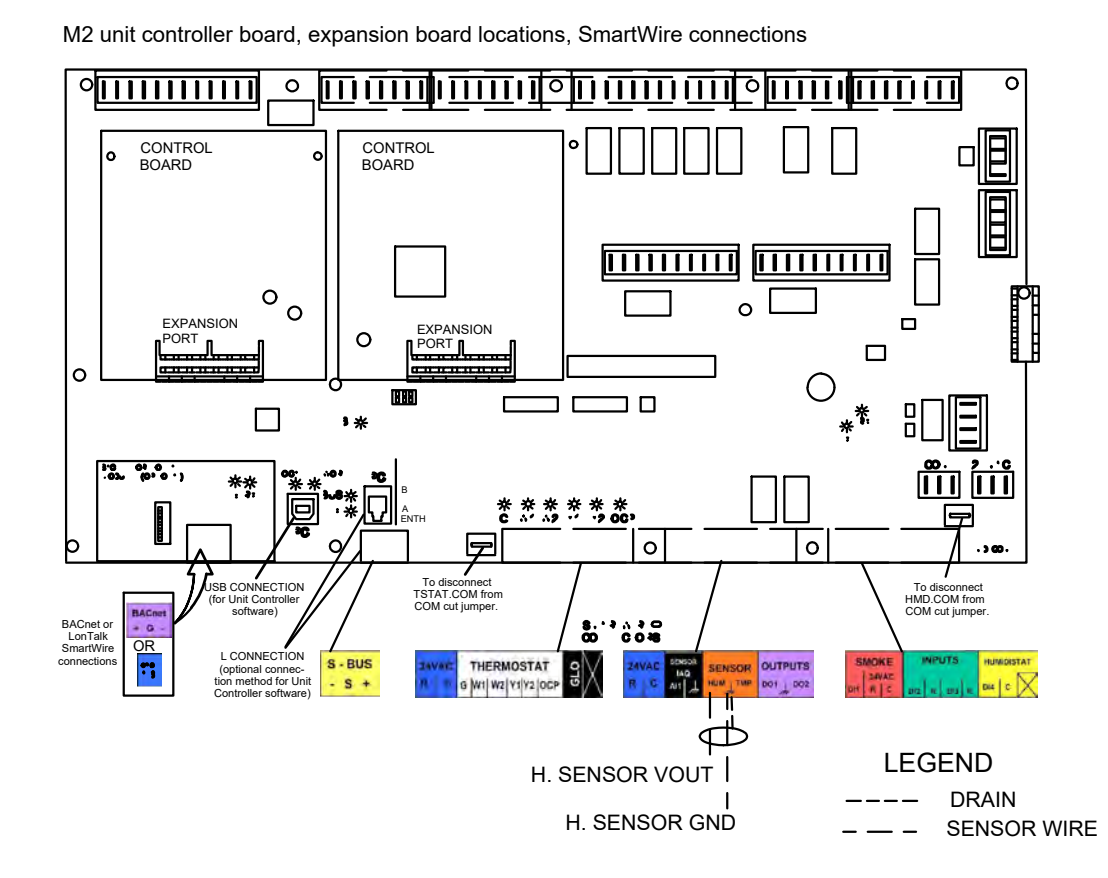 M2 unit controller board, expansion board locations, SmartWire connections
CONTROL
BOARD
CONTROL
BOARD
EXPANSION
PORT
EXPANSION
PORT
B
A
ENTH
To disconnect
TSTAT.COM from
COM cut jumper.
To disconnect
HMD.COM from
COM cut jumper.
USB CONNECTION
(for Unit Controller
software)
BACnet or
LonTalk
SmartWire
connections
BACnet
+ G -
OR
L CONNECTION
(optional connec-
tion method for Unit
Controller software)
S - BUS
- S +
24VAC THERMOSTAT GLO
R G W1 W2 Y1 Y2 OCP
24VAC SENSOR IAQ SENSOR OUTPUTS
R C AI1 HUM TMP DO1 DO2
SMOKE INPUTS HUMIDISTAT
24VAC
DI1 R C DI2 R DI3 R DI4 C
H. SENSOR VOUT
H. SENSOR GND
LEGEND
DRAIN
SENSOR WIRE